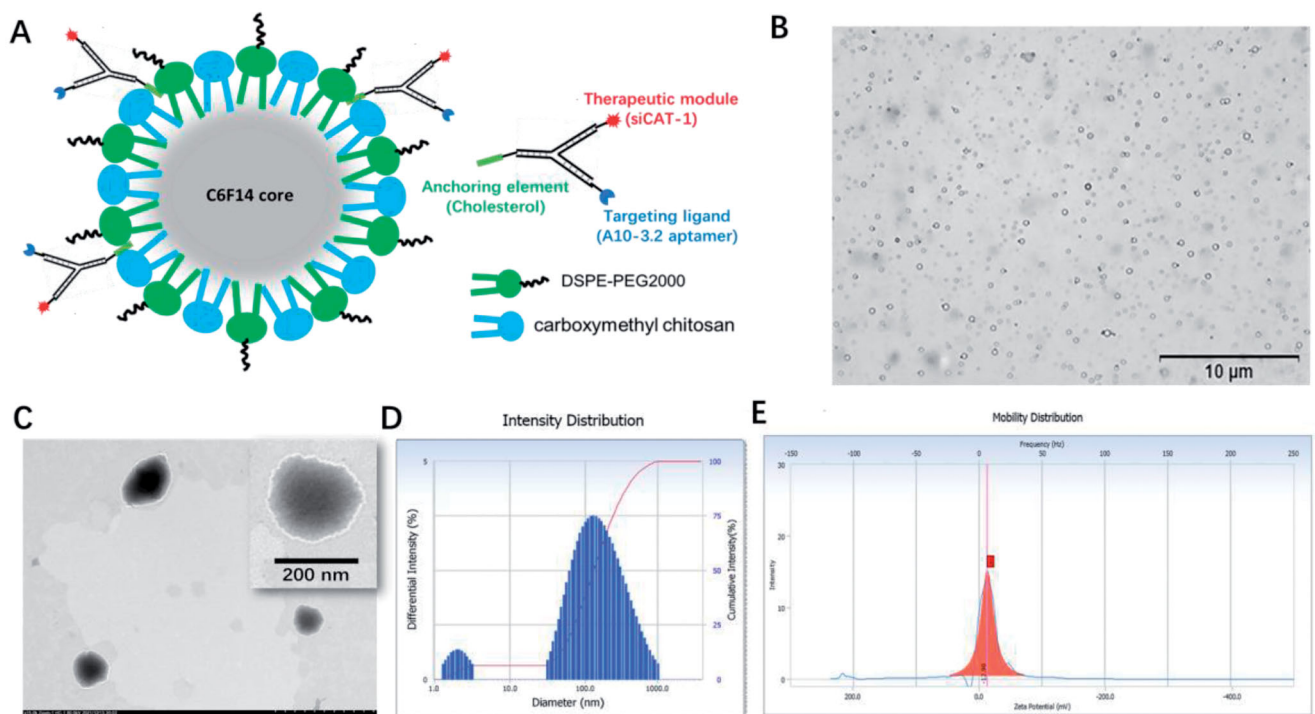 A
C6F14 core
Therapeutic module
(siCAT-1)
Anchoring element
(Cholesterol)
Targeting ligand
(A10-3.2 aptamer)
DSPE-PEG2000
carboxymethyl chitosan
B
10 μm
C
200 nm
D
Intensity Distribution
Differential Intensity (%)
5
Cumulative Intensity(%)
100
75
50
25
0
1.0 10.0 100.0 1000.0
Diameter (nm)
E
Mobility Distribution
Frequency (Hz)
-150 -100 -50 0 50 100 150 200 250
Intensity
30
20
10
0
200.0 0.0 -200.0 -400.0
Zeta Potential (mV)